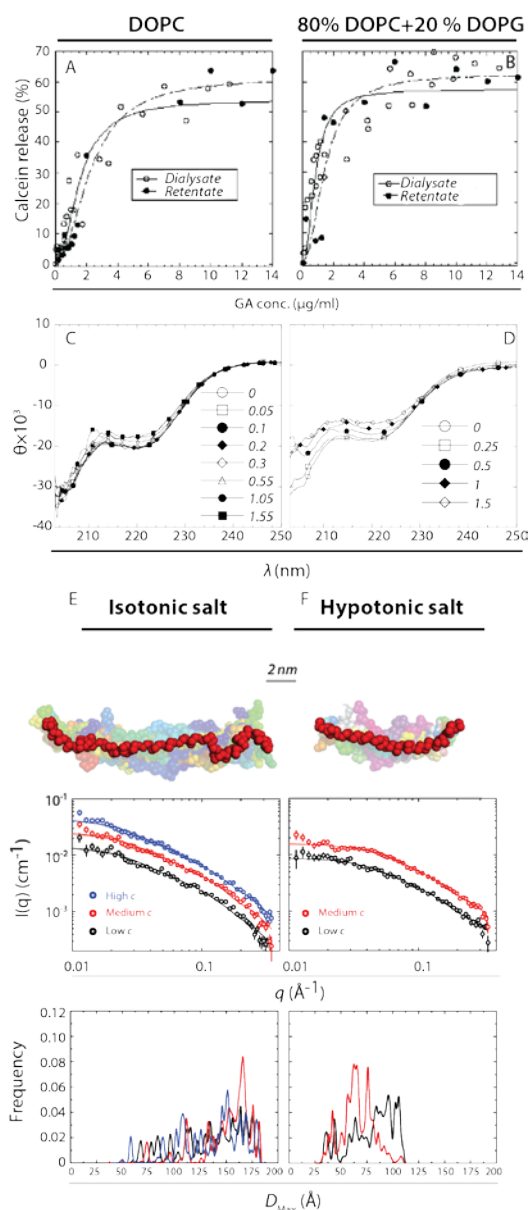 DOPC
80% DOPC+20 % DOPG
A
B
Calcein release (%)
70
60
50
40
30
20
10
0
Dialysate
Retentate
Dialysate
Retentate
0 2 4 6 8 10 12 14
0 2 4 6 8 10 12 14
GA conc. (μg/ml)
C
D
θ×10³
10
0
-10
-20
-30
-40
0
0.05
0.1
0.2
0.3
0.55
1.05
1.55
0
0.25
0.5
1
1.5
210 220 230 240 250
210 220 230 240 250
λ (nm)
E
F
Isotonic salt
Hypotonic salt
2 nm
I(q) (cm⁻¹)
10⁻¹
10⁻²
10⁻³
High c
Medium c
Low c
Medium c
Low c
0.01 0.1
0.01 0.1
q (Å⁻¹)
Frequency
0.12
0.10
0.08
0.06
0.04
0.02
0
0 25 50 75 100 125 150 175 200
0 25 50 75 100 125 150 175 200
D Max (Å)